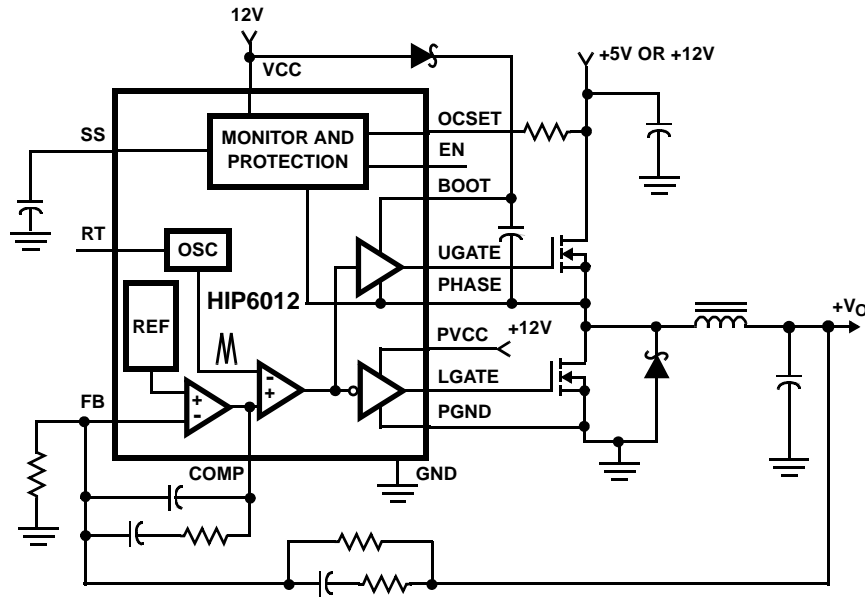 12V
+5V OR +12V
VCC
OCSET
SS
MONITOR AND
PROTECTION
EN
BOOT
RT
OSC
UGATE
HIP6012
PHASE
REF
+12V
+VO
PVCC
LGATE
FB
+
-
-
+
PGND
COMP
GND